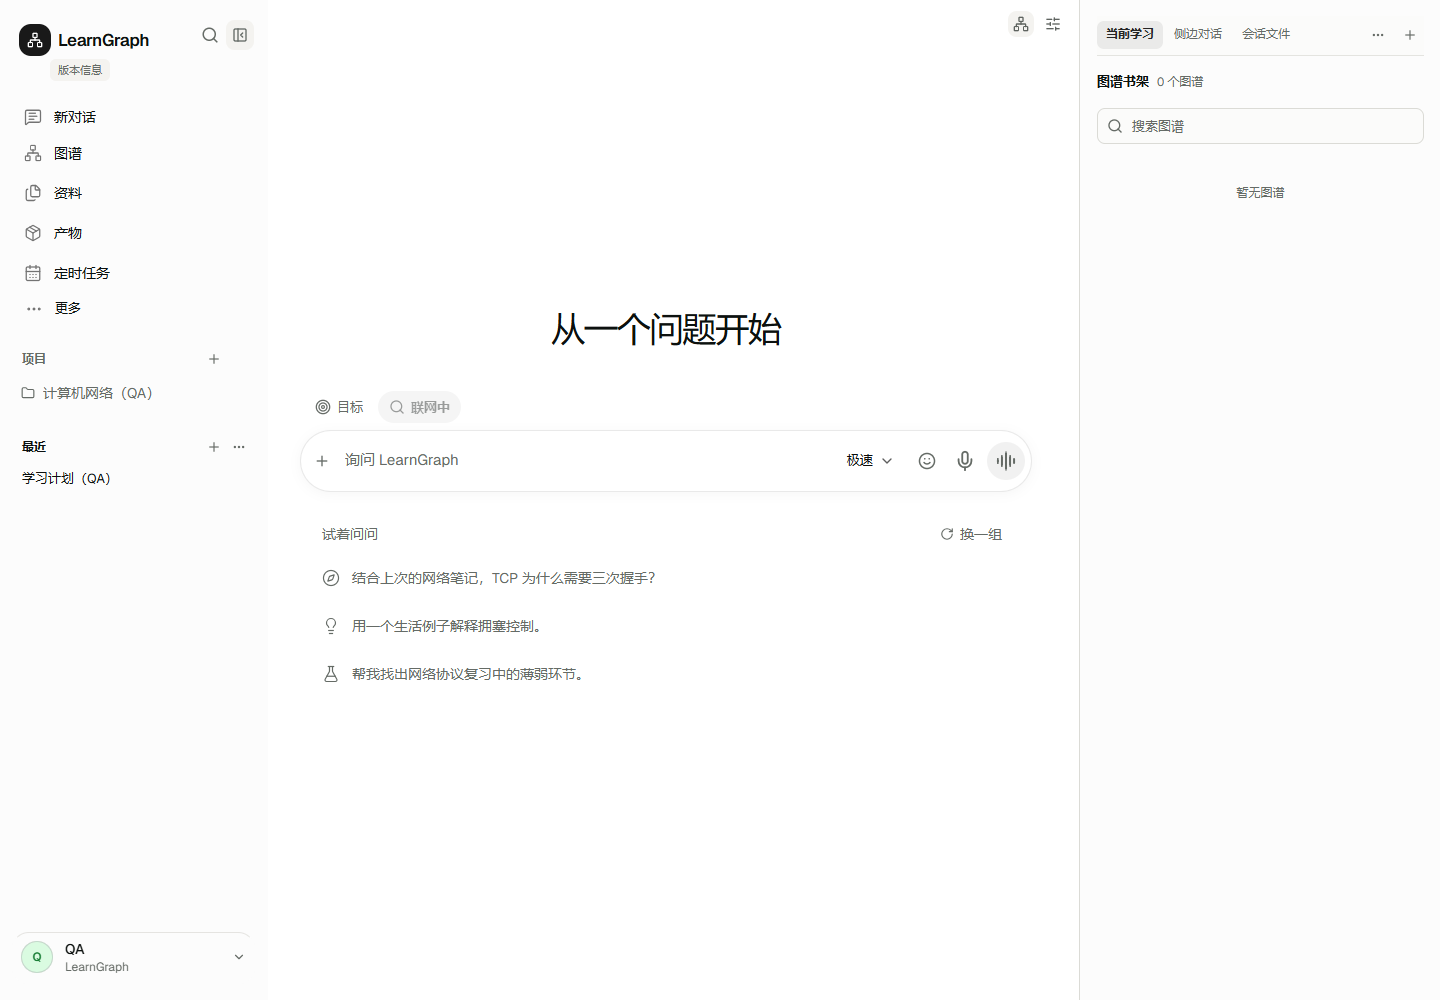 LearnGraph
版本信息
新对话
图谱
资料
产物
定时任务
更多
项目
计算机网络（QA）
最近
学习计划（QA）
Q
QA
LearnGraph
从一个问题开始
目标
联网中
询问 LearnGraph
极速
试着问问
换一组
结合上次的网络笔记，TCP 为什么需要三次握手？
用一个生活例子解释拥塞控制。
帮我找出网络协议复习中的薄弱环节。
当前学习 侧边对话 会话文件
图谱书架 0 个图谱
搜索图谱
暂无图谱